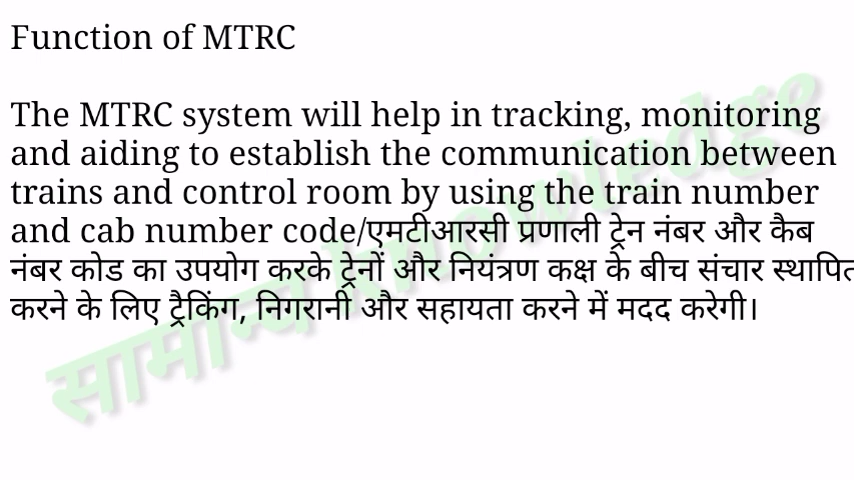 Function of MTRC
The MTRC system will help in tracking, monitoring
and aiding to establish the communication between
trains and control room by using the train number
and cab number code/एमटीआरसी प्रणाली ट्रेन नंबर और कैब
नंबर कोड का उपयोग करके ट्रेनों और नियंत्रण कक्ष के बीच संचार स्थापित
करने के लिए ट्रैकिंग, निगरानी और सहायता करने में मदद करेगी।
सामान्य knowledge